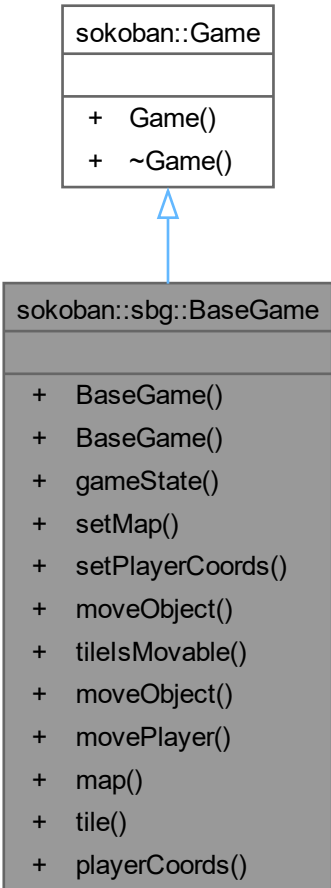 sokoban::Game
+ Game()
+ ~Game()
sokoban::sbg::BaseGame
+ BaseGame()
+ BaseGame()
+ gameState()
+ setMap()
+ setPlayerCoords()
+ moveObject()
+ tileIsMovable()
+ moveObject()
+ movePlayer()
+ map()
+ tile()
+ playerCoords()